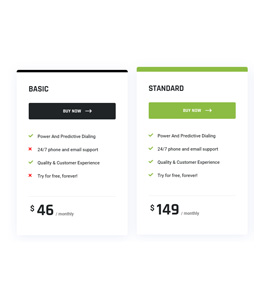 BASIC
BUY NOW
Power And Predictive Dialing
24/7 phone and email support
Quality & Customer Experience
Try for free, forever!
$ 46 / monthly
STANDARD
BUY NOW
Power And Predictive Dialing
24/7 phone and email support
Quality & Customer Experience
Try for free, forever!
$ 149 / monthly